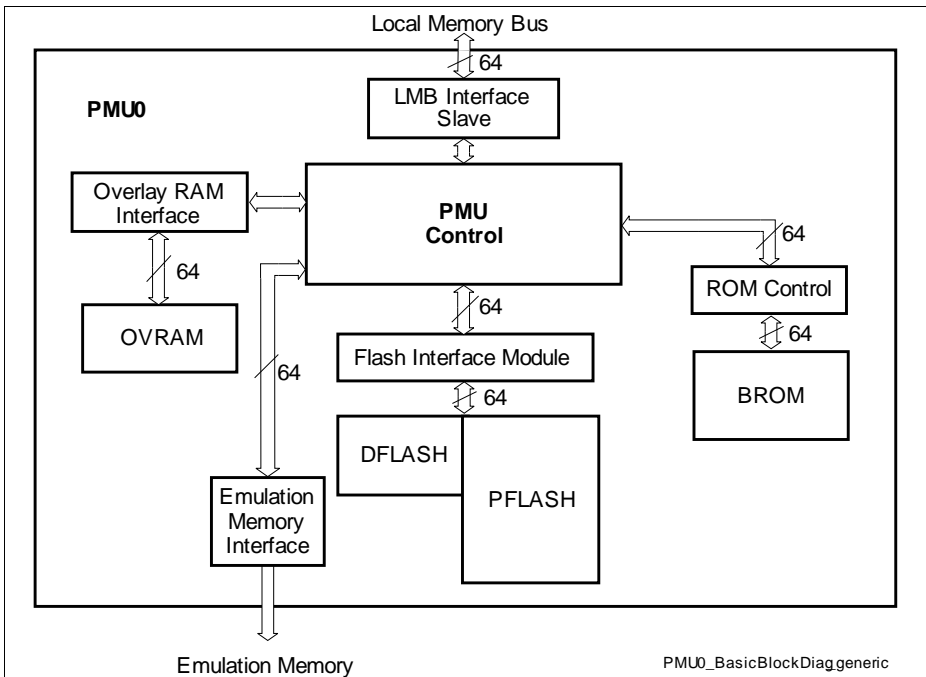 Local Memory Bus
64
LMB Interface
Slave
PMU0
Overlay RAM
Interface
PMU
Control
64
64
ROM Control
64
OVRAM
64
Flash Interface Module
64
64
BROM
DFLASH
PFLASH
Emulation
Memory
Interface
Emulation Memory
PMU0_BasicBlockDiag.generic